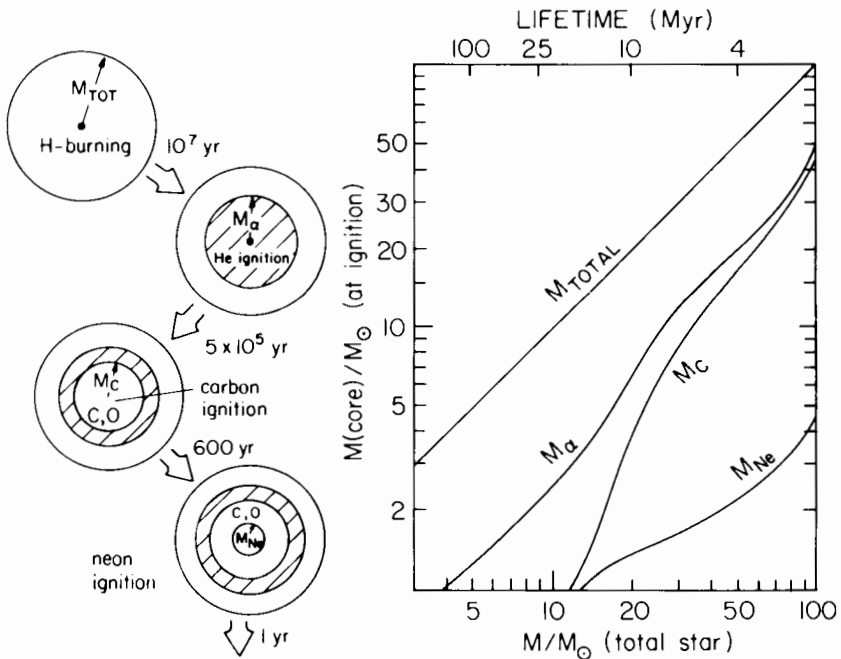 M_TOT
H-burning
10^7 yr
M_α
He ignition
5 x 10^5 yr
M_C
C,O
carbon
ignition
600 yr
C,O
M_Ne
neon
ignition
1 yr
LIFETIME (Myr)
100 25 10 4
M(core)/M_⊙ (at ignition)
50
30
20
10
5
2
M_TOTAL
M_α
M_C
M_Ne
5 10 20 50 100
M/M_⊙ (total star)